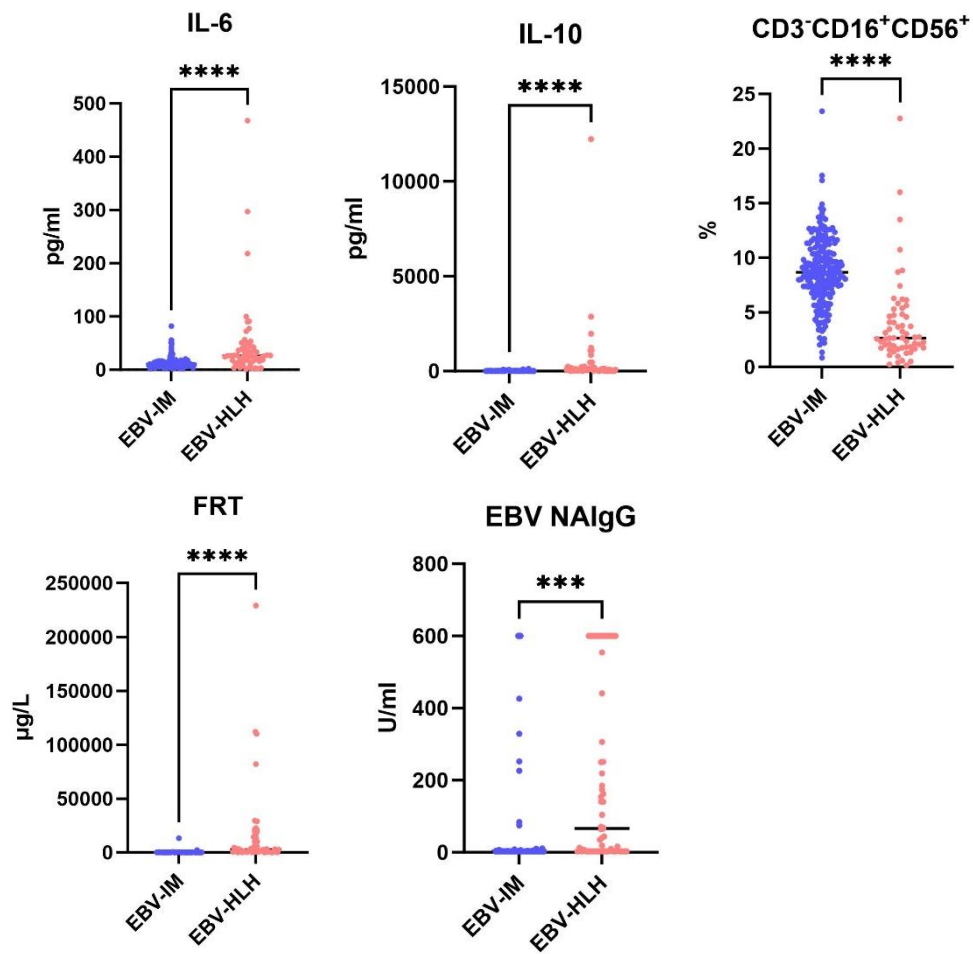 IL-6
****
500
400
300
200
100
0
pg/ml
EBV-IM
EBV-HLH
IL-10
****
15000
10000
5000
0
pg/ml
EBV-IM
EBV-HLH
CD3⁻CD16⁺CD56⁺
****
25
20
15
10
5
0
%
EBV-IM
EBV-HLH
FRT
****
250000
200000
150000
100000
50000
0
µg/L
EBV-IM
EBV-HLH
EBV NAIgG
***
800
600
400
200
0
U/ml
EBV-IM
EBV-HLH